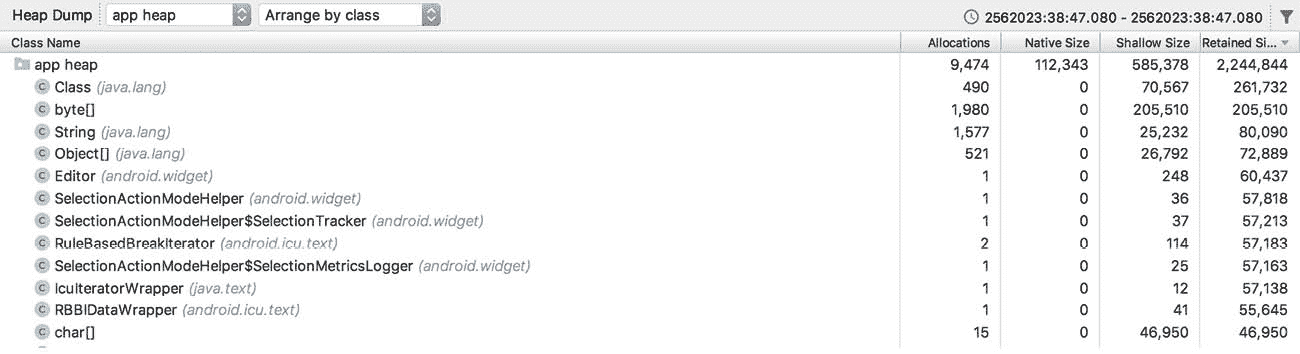 Heap Dump app heap Arrange by class 2562023:38:47.080 - 2562023:38:47.080
Class Name Allocations Native Size Shallow Size Retained Si...
app heap 9,474 112,343 585,378 2,244,844
C Class (java.lang) 490 0 70,567 261,732
C byte[] 1,980 0 205,510 205,510
C String (java.lang) 1,577 0 25,232 80,090
C Object[] (java.lang) 521 0 26,792 72,889
C Editor (android.widget) 1 0 248 60,437
C SelectionActionModeHelper (android.widget) 1 0 36 57,818
C SelectionActionModeHelper$SelectionTracker (android.widget) 1 0 37 57,213
C RuleBasedBreakIterator (android.icu.text) 2 0 114 57,183
C SelectionActionModeHelper$SelectionMetricsLogger (android.widget) 1 0 25 57,163
C IcuIteratorWrapper (java.text) 1 0 12 57,138
C RBBIDataWrapper (android.icu.text) 1 0 41 55,645
C char[] 15 0 46,950 46,950